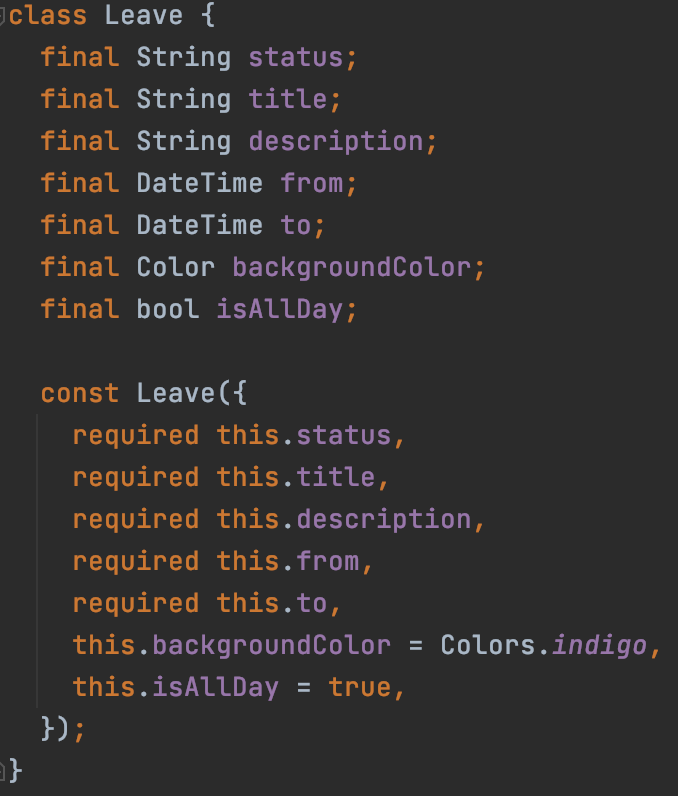 class Leave {
  final String status;
  final String title;
  final String description;
  final DateTime from;
  final DateTime to;
  final Color backgroundColor;
  final bool isAllDay;

  const Leave({
    required this.status,
    required this.title,
    required this.description,
    required this.from,
    required this.to,
    this.backgroundColor = Colors.indigo,
    this.isAllDay = true,
  });
}